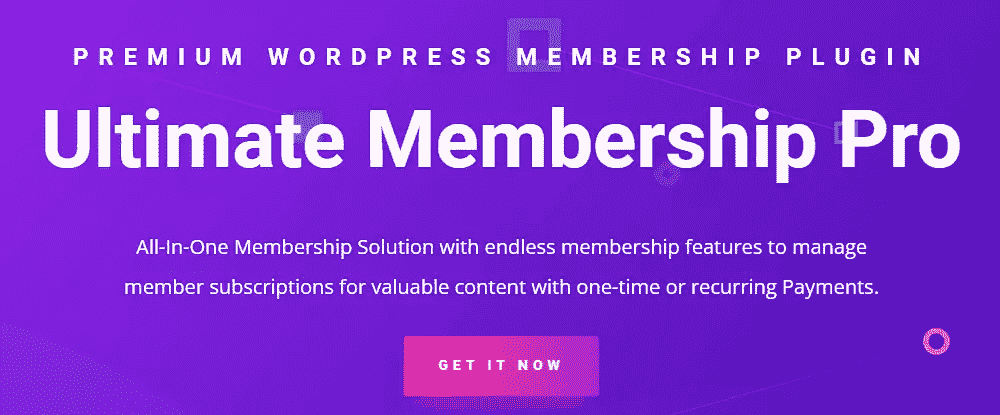 PREMIUM WORDPRESS MEMBERSHIP PLUGIN
Ultimate Membership Pro
All-In-One Membership Solution with endless membership features to manage
member subscriptions for valuable content with one-time or recurring Payments.
GET IT NOW